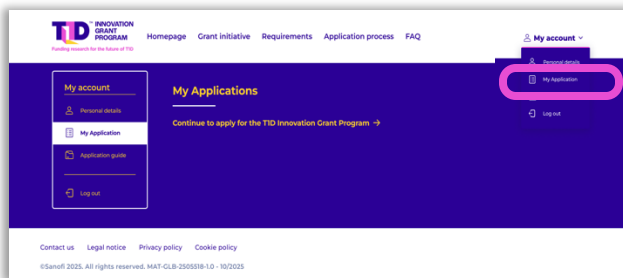 T1D™ INNOVATION
GRANT
PROGRAM
Funding research for the future of T1D
Homepage Grant initiative Requirements Application process FAQ
My account
Personal details
My Application
Log out
My account
Personal details
My Application
Application guide
Log out
My Applications
Continue to apply for the T1D Innovation Grant Program →
Contact us Legal notice Privacy policy Cookie policy
©Sanofi 2025. All rights reserved. MAT-GLB-2505518-1.0 - 10/2025